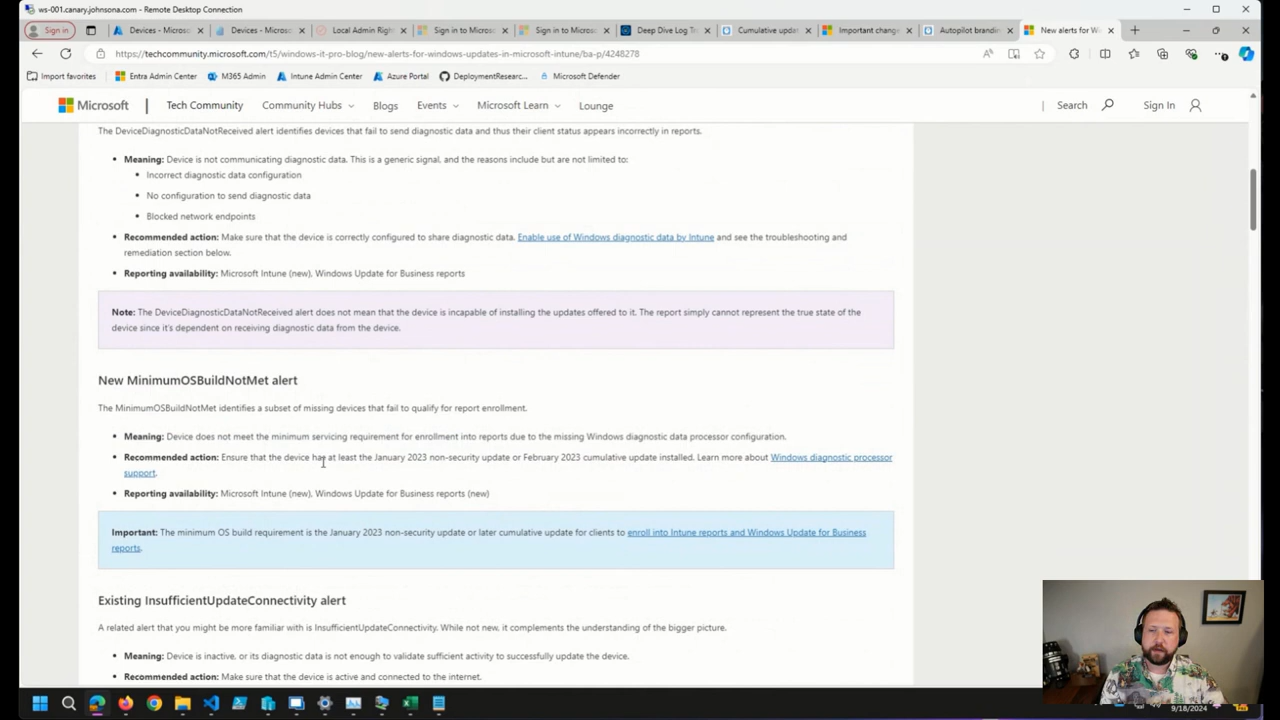 ws-001.canary.johnsona.com - Remote Desktop Connection
Sign in
Devices - Microso
Devices - Microso
Local Admin Right
Sign in to Micros
Sign in to Micros
Deep Dive Log Tr
Cumulative updat
Important change
Autopilot brandin
New alerts for Wi
https://techcommunity.microsoft.com/t5/windows-it-pro-blog/new-alerts-for-windows-updates-in-microsoft-intune/ba-p/4248278
Import favorites
Entra Admin Center
M365 Admin
Intune Admin Center
Azure Portal
DeploymentResearc...
Microsoft Defender
Microsoft
Tech Community
Community Hubs
Blogs
Events
Microsoft Learn
Lounge
Search
Sign In
The DeviceDiagnosticDataNotReceived alert identifies devices that fail to send diagnostic data and thus their client status appears incorrectly in reports.
Meaning: Device is not communicating diagnostic data. This is a generic signal, and the reasons include but are not limited to:
Incorrect diagnostic data configuration
No configuration to send diagnostic data
Blocked network endpoints
Recommended action: Make sure that the device is correctly configured to share diagnostic data. Enable use of Windows diagnostic data by Intune and see the troubleshooting and
remediation section below.
Reporting availability: Microsoft Intune (new), Windows Update for Business reports
Note: The DeviceDiagnosticDataNotReceived alert does not mean that the device is incapable of installing the updates offered to it. The report simply cannot represent the true state of the
device since it's dependent on receiving diagnostic data from the device.
New MinimumOSBuildNotMet alert
The MinimumOSBuildNotMet identifies a subset of missing devices that fail to qualify for report enrollment.
Meaning: Device does not meet the minimum servicing requirement for enrollment into reports due to the missing Windows diagnostic data processor configuration.
Recommended action: Ensure that the device has at least the January 2023 non-security update or February 2023 cumulative update installed. Learn more about Windows diagnostic processor
support.
Reporting availability: Microsoft Intune (new), Windows Update for Business reports (new)
Important: The minimum OS build requirement is the January 2023 non-security update or later cumulative update for clients to enroll into Intune reports and Windows Update for Business
reports.
Existing InsufficientUpdateConnectivity alert
A related alert that you might be more familiar with is InsufficientUpdateConnectivity. While not new, it complements the understanding of the bigger picture.
Meaning: Device is inactive, or its diagnostic data is not enough to validate sufficient activity to successfully update the device.
Recommended action: Make sure that the device is active and connected to the internet.
9/18/2024